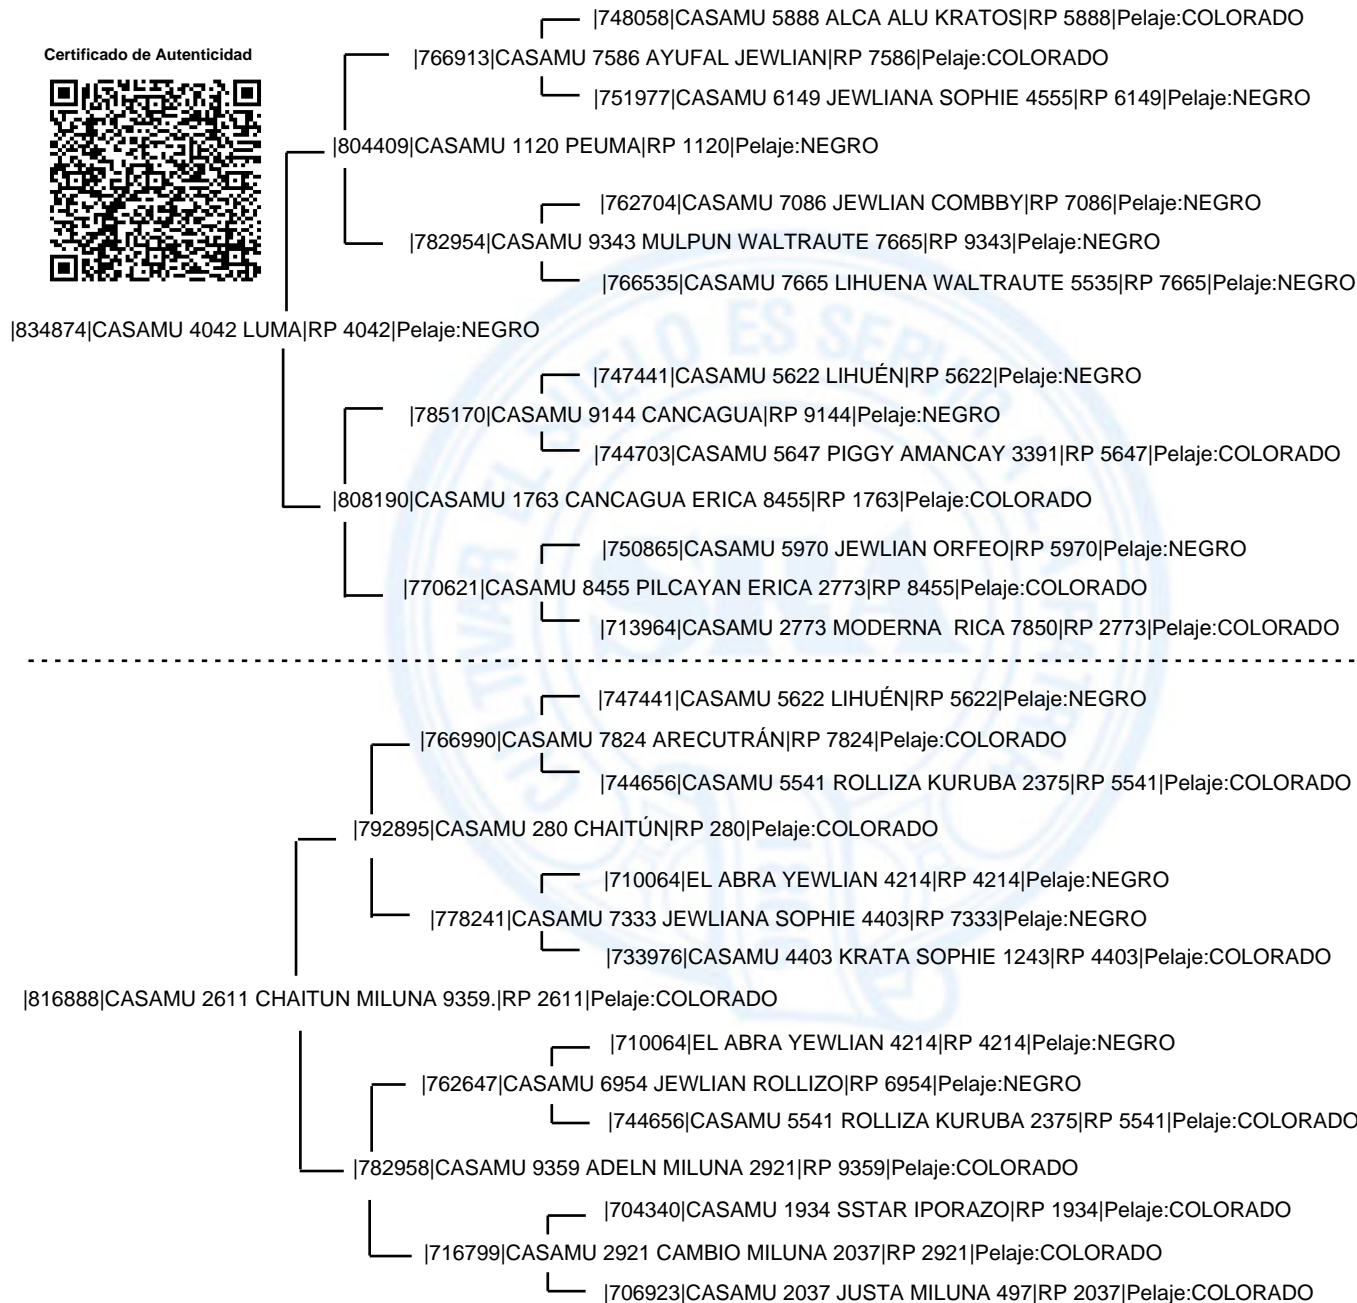 |748058|CASAMU 5888 ALCA ALU KRATOS|RP 5888|Pelaje:COLORADO
Certificado de Autenticidad
|766913|CASAMU 7586 AYUFAL JEWLIAN|RP 7586|Pelaje:COLORADO
|751977|CASAMU 6149 JEWLIANA SOPHIE 4555|RP 6149|Pelaje:NEGRO
|804409|CASAMU 1120 PEUMA|RP 1120|Pelaje:NEGRO
|762704|CASAMU 7086 JEWLIAN COMBBY|RP 7086|Pelaje:NEGRO
|782954|CASAMU 9343 MULPUN WALTRAUTE 7665|RP 9343|Pelaje:NEGRO
|766535|CASAMU 7665 LIHUENA WALTRAUTE 5535|RP 7665|Pelaje:NEGRO
|834874|CASAMU 4042 LUMA|RP 4042|Pelaje:NEGRO
|747441|CASAMU 5622 LIHUÉN|RP 5622|Pelaje:NEGRO
|785170|CASAMU 9144 CANCAGUA|RP 9144|Pelaje:NEGRO
|744703|CASAMU 5647 PIGGY AMANCAY 3391|RP 5647|Pelaje:COLORADO
|808190|CASAMU 1763 CANCAGUA ERICA 8455|RP 1763|Pelaje:COLORADO
|750865|CASAMU 5970 JEWLIAN ORFEO|RP 5970|Pelaje:NEGRO
|770621|CASAMU 8455 PILCAYAN ERICA 2773|RP 8455|Pelaje:COLORADO
|713964|CASAMU 2773 MODERNA  RICA 7850|RP 2773|Pelaje:COLORADO
|747441|CASAMU 5622 LIHUÉN|RP 5622|Pelaje:NEGRO
|766990|CASAMU 7824 ARECUTRÁN|RP 7824|Pelaje:COLORADO
|744656|CASAMU 5541 ROLLIZA KURUBA 2375|RP 5541|Pelaje:COLORADO
|792895|CASAMU 280 CHAITÚN|RP 280|Pelaje:COLORADO
|710064|EL ABRA YEWLIAN 4214|RP 4214|Pelaje:NEGRO
|778241|CASAMU 7333 JEWLIANA SOPHIE 4403|RP 7333|Pelaje:NEGRO
|733976|CASAMU 4403 KRATA SOPHIE 1243|RP 4403|Pelaje:COLORADO
|816888|CASAMU 2611 CHAITUN MILUNA 9359.|RP 2611|Pelaje:COLORADO
|710064|EL ABRA YEWLIAN 4214|RP 4214|Pelaje:NEGRO
|762647|CASAMU 6954 JEWLIAN ROLLIZO|RP 6954|Pelaje:NEGRO
|744656|CASAMU 5541 ROLLIZA KURUBA 2375|RP 5541|Pelaje:COLORADO
|782958|CASAMU 9359 ADELN MILUNA 2921|RP 9359|Pelaje:COLORADO
|704340|CASAMU 1934 SSTAR IPORAZO|RP 1934|Pelaje:COLORADO
|716799|CASAMU 2921 CAMBIO MILUNA 2037|RP 2921|Pelaje:COLORADO
|706923|CASAMU 2037 JUSTA MILUNA 497|RP 2037|Pelaje:COLORADO
CULTIVAR EL SUELO ES SERVIR A LA PATRIA
SRA
1866